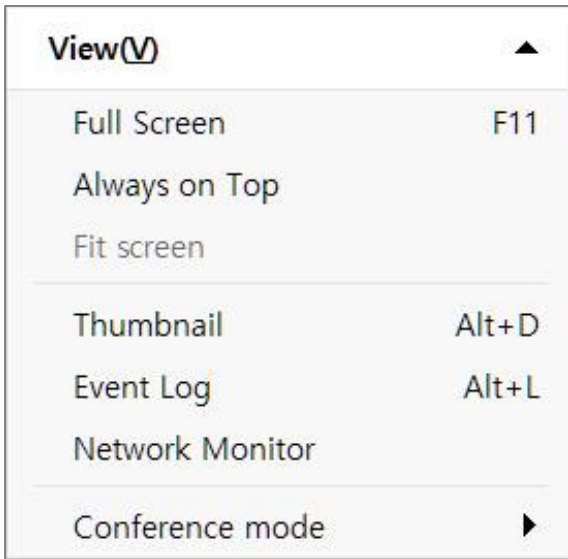 View(V)
Full Screen F11
Always on Top
Fit screen
Thumbnail Alt+D
Event Log Alt+L
Network Monitor
Conference mode